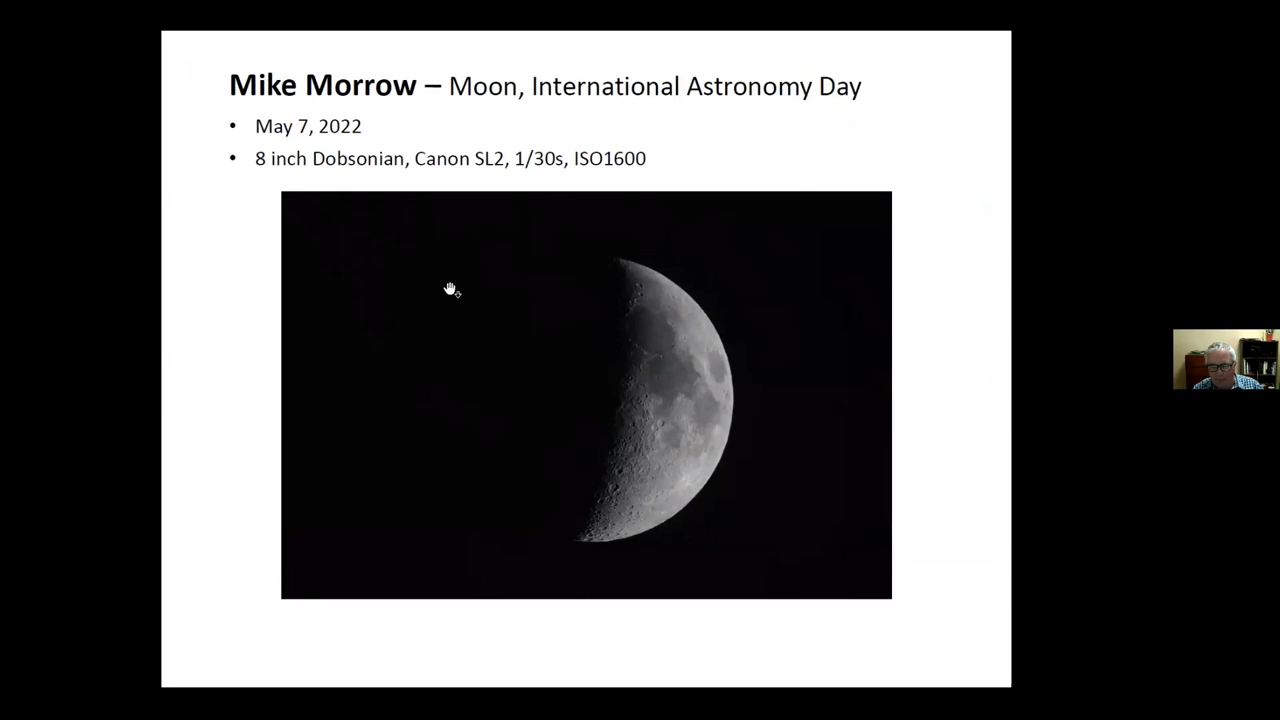 Mike Morrow – Moon, International Astronomy Day
• May 7, 2022
• 8 inch Dobsonian, Canon SL2, 1/30s, ISO1600